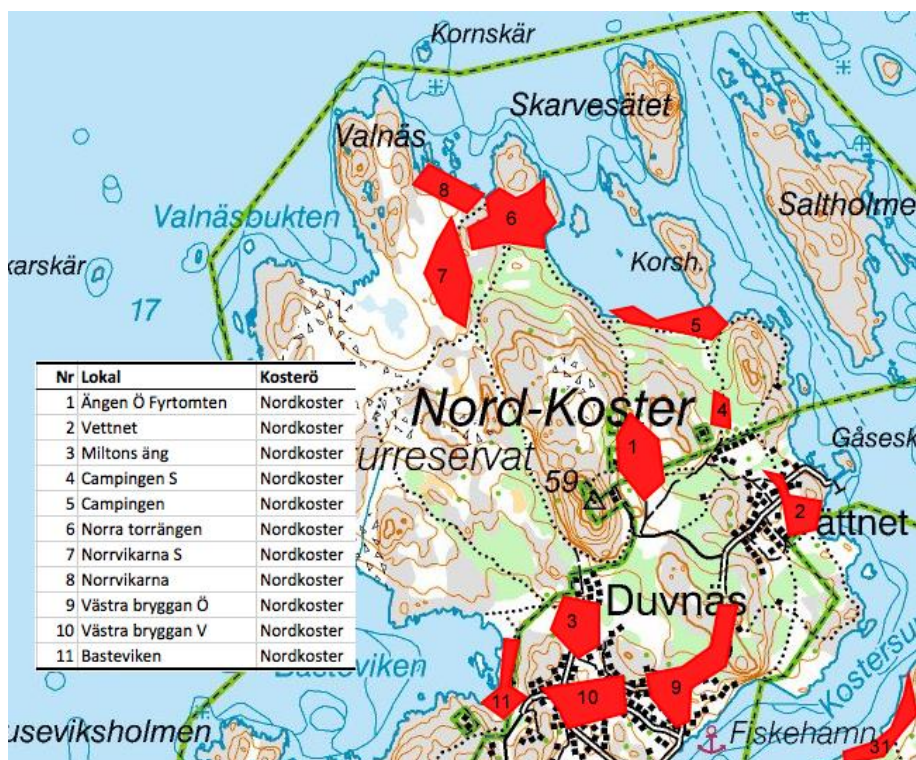 Kornskär
Skarvesätet
Valnäs
8
Valnäsbukten
6
Saltholme
Korsh.
karskär
7
17
5
Nr Lokal Kosterö
1 Ängen Ö Fyrtomten Nordkoster
2 Vettnet Nordkoster
3 Miltons äng Nordkoster
4 Campingen S Nordkoster
5 Campingen Nordkoster
6 Norra torrängen Nordkoster
7 Norrvikarna S Nordkoster
8 Norrvikarna Nordkoster
9 Västra bryggan Ö Nordkoster
10 Västra bryggan V Nordkoster
11 Basteviken Nordkoster
Nord-Koster
4
1
Gåsesk
urreservat
59
2
ättnet
Duvnäs
3
Basteviken
Kostersu
9
10
11
useviksholmen
Fiskehamn
31